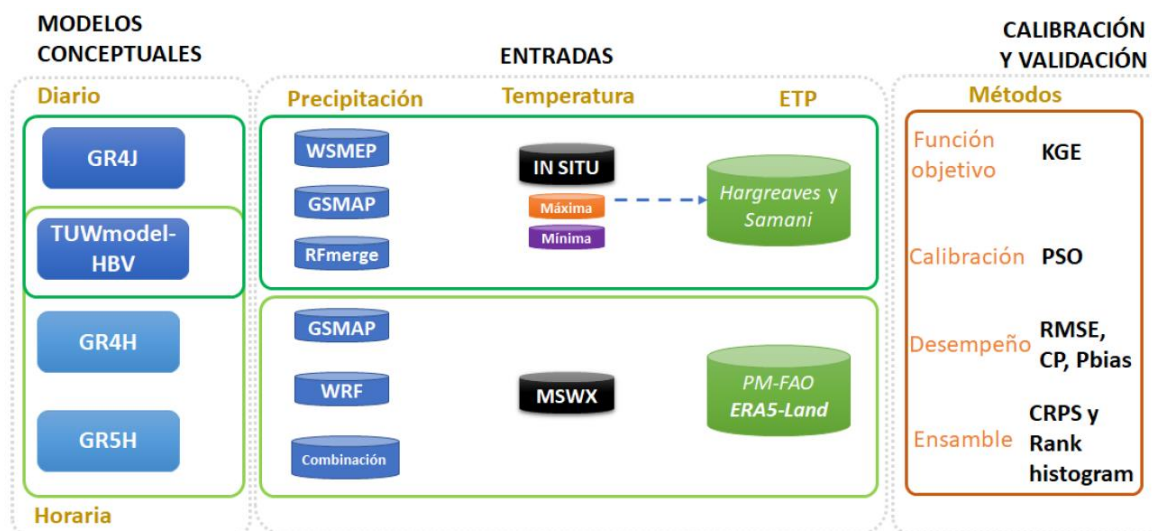 MODELOS
CONCEPTUALES
Diario
GR4J
TUWmodel-
HBV
GR4H
GR5H
Horaria
ENTRADAS
Precipitación
Temperatura
ETP
WSMEP
GSMAP
RFmerge
IN SITU
Máxima
Mínima
Hargreaves y
Samani
GSMAP
WRF
Combinación
MSWX
PM-FAO
ERA5-Land
CALIBRACIÓN
Y VALIDACIÓN
Métodos
Función
objetivo
KGE
Calibración
PSO
Desempeño
RMSE,
CP, Pbias
Ensamble
CRPS y
Rank
histogram